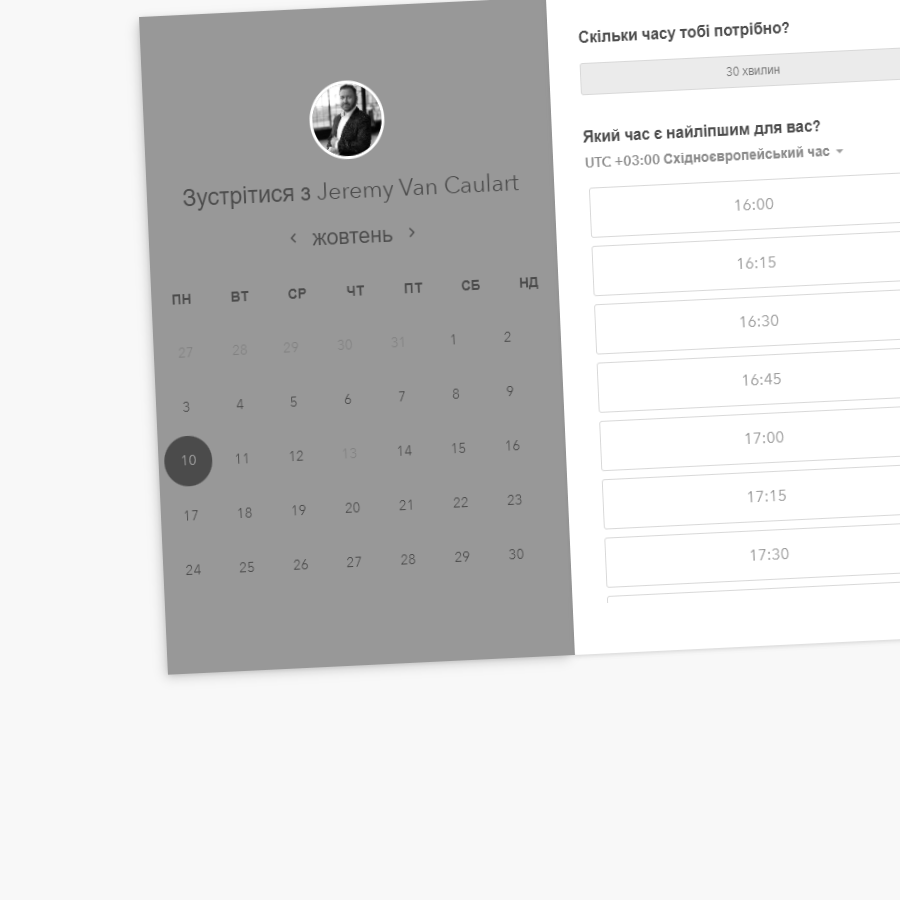 Зустрітися з Jeremy Van Caulart
‹ жовтень ›
ПН ВТ СР ЧТ ПТ СБ НД
27 28 29 30 31 1 2
3 4 5 6 7 8 9
10 11 12 13 14 15 16
17 18 19 20 21 22 23
24 25 26 27 28 29 30
Скільки часу тобі потрібно?
30 хвилин
Який час є найліпшим для вас?
UTC +03:00 Східноєвропейський час
16:00
16:15
16:30
16:45
17:00
17:15
17:30